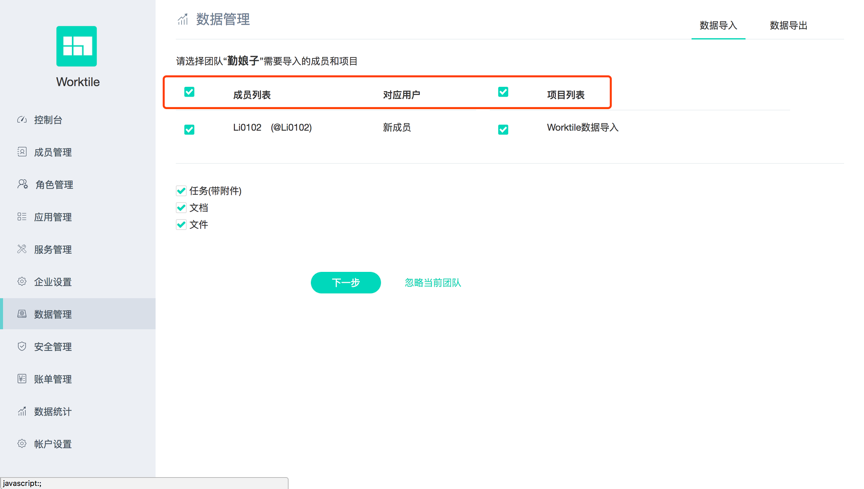 Worktile
控制台
成员管理
角色管理
应用管理
服务管理
企业设置
数据管理
安全管理
账单管理
数据统计
帐户设置
数据管理
数据导入 数据导出
请选择团队“勤娘子”需要导入的成员和项目
成员列表 对应用户 项目列表
Li0102 (@Li0102) 新成员 Worktile数据导入
任务(带附件)
文档
文件
下一步 忽略当前团队
javascript:;